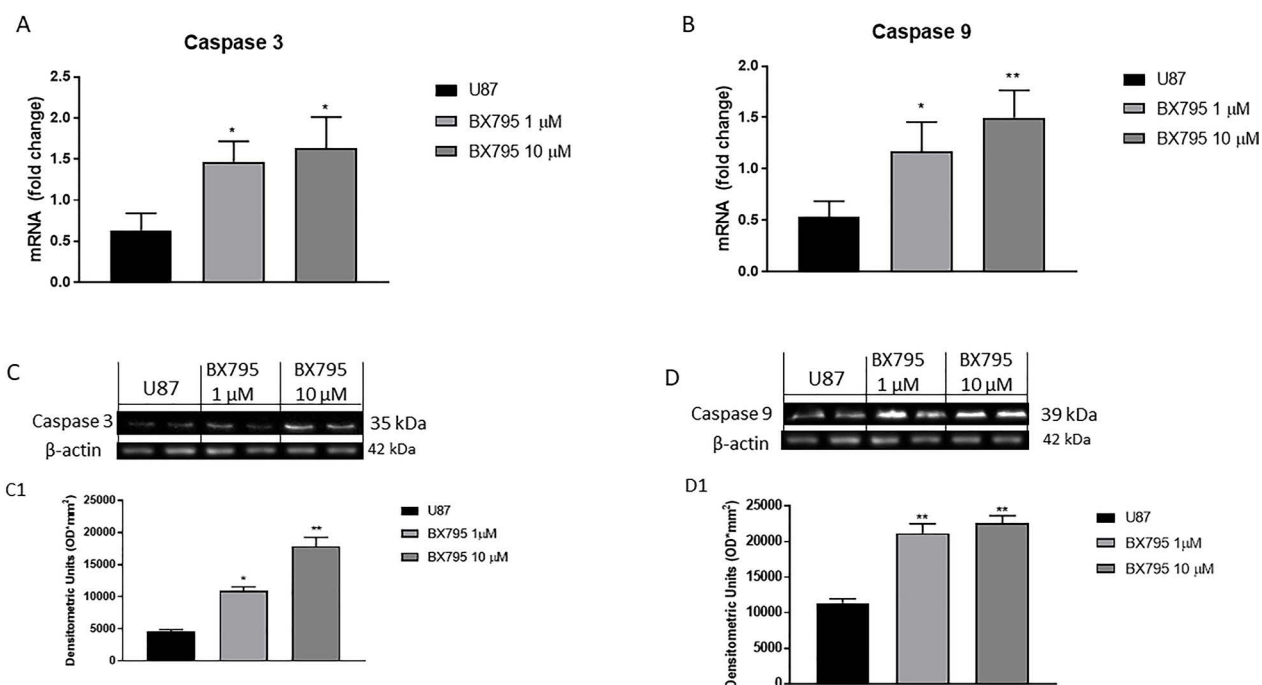 A
Caspase 3
mRNA (fold change)
2.5
2.0
1.5
1.0
0.5
0.0
*
*
U87
BX795 1 μM
BX795 10 μM
B
Caspase 9
mRNA (fold change)
2.0
1.5
1.0
0.5
0.0
*
**
U87
BX795 1 μM
BX795 10 μM
C
U87
BX795
1 μM
BX795
10 μM
Caspase 3
35 kDa
β-actin
42 kDa
D
U87
BX795
1 μM
BX795
10 μM
Caspase 9
39 kDa
β-actin
42 kDa
C1
Densitometric Units (OD*mm²)
25000
20000
15000
10000
5000
0
*
**
U87
BX795 1μM
BX795 10 μM
D1
Densitometric Units (OD*mm²)
25000
20000
15000
10000
5000
0
**
**
U87
BX795 1μM
BX795 10 μM